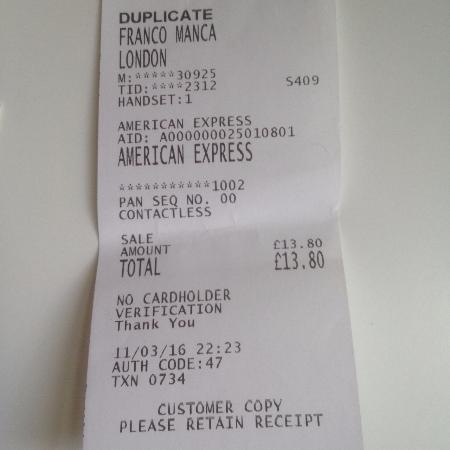 DUPLICATE
FRANCO MANCA
LONDON
M:*****30925
TID:****2312 S409
HANDSET:1
AMERICAN EXPRESS
AID: A000000025010801
AMERICAN EXPRESS
***********1002
PAN SEQ NO. 00
CONTACTLESS
SALE
AMOUNT £13.80
TOTAL £13.80
NO CARDHOLDER
VERIFICATION
Thank You
11/03/16 22:23
AUTH CODE:47
TXN 0734
CUSTOMER COPY
PLEASE RETAIN RECEIPT